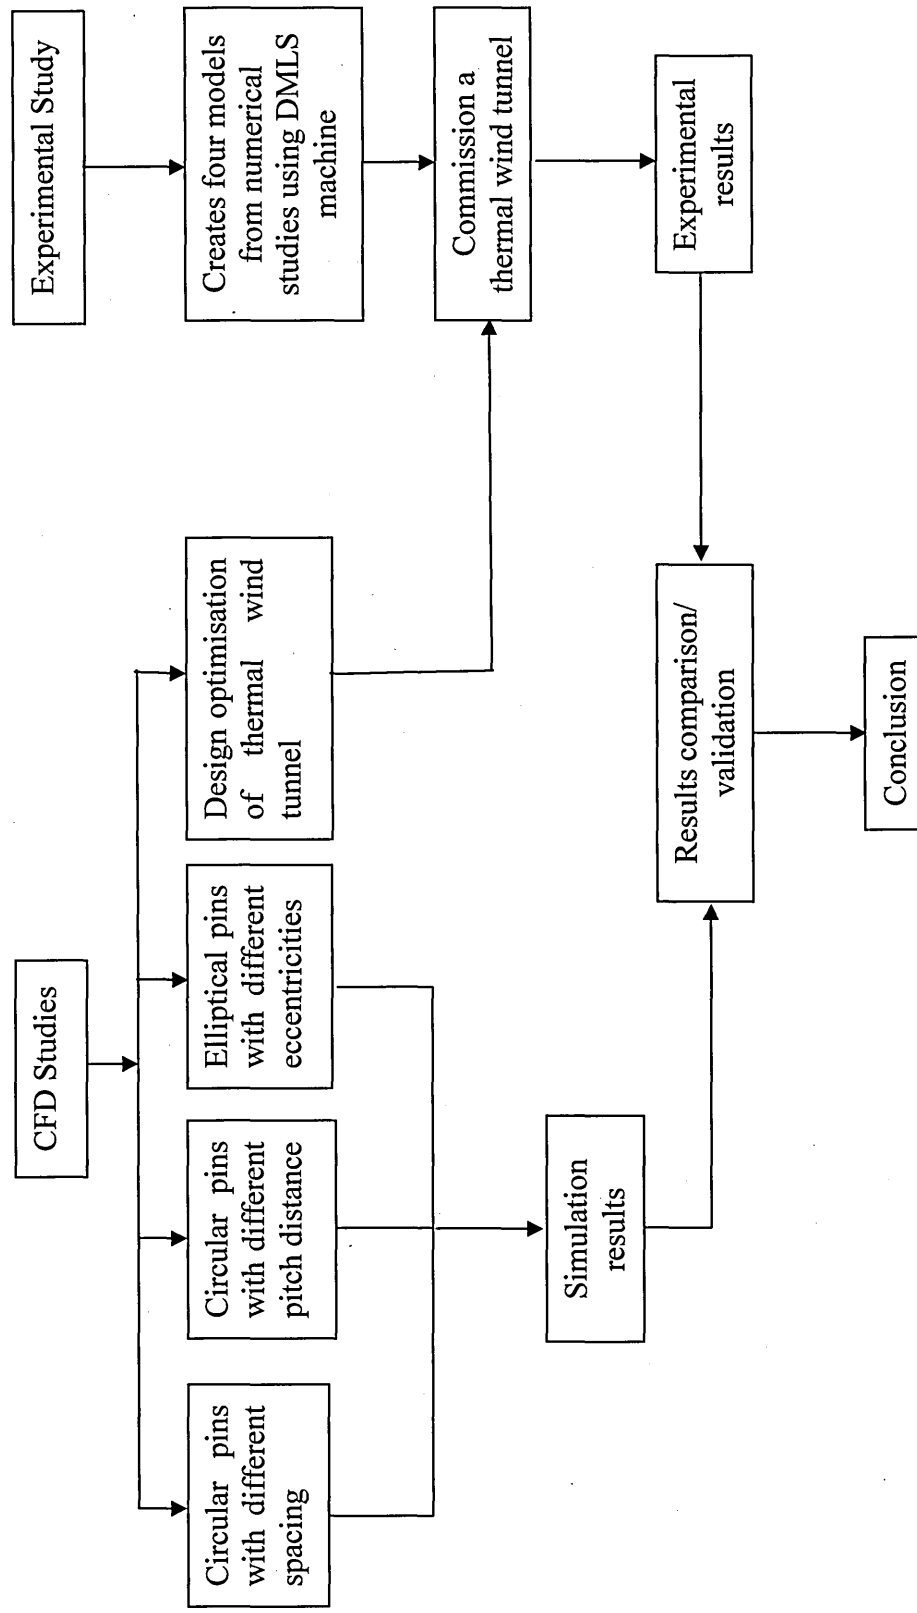 CFD Studies
Experimental Study
Circular pins
with different
spacing
Circular pins
with different
pitch distance
Elliptical pins
with different
eccentricities
Design optimisation
of thermal wind
tunnel
Creates four models
from numerical
studies using DMLS
machine
Commission a
thermal wind tunnel
Simulation
results
Experimental
results
Results comparison/
validation
Conclusion